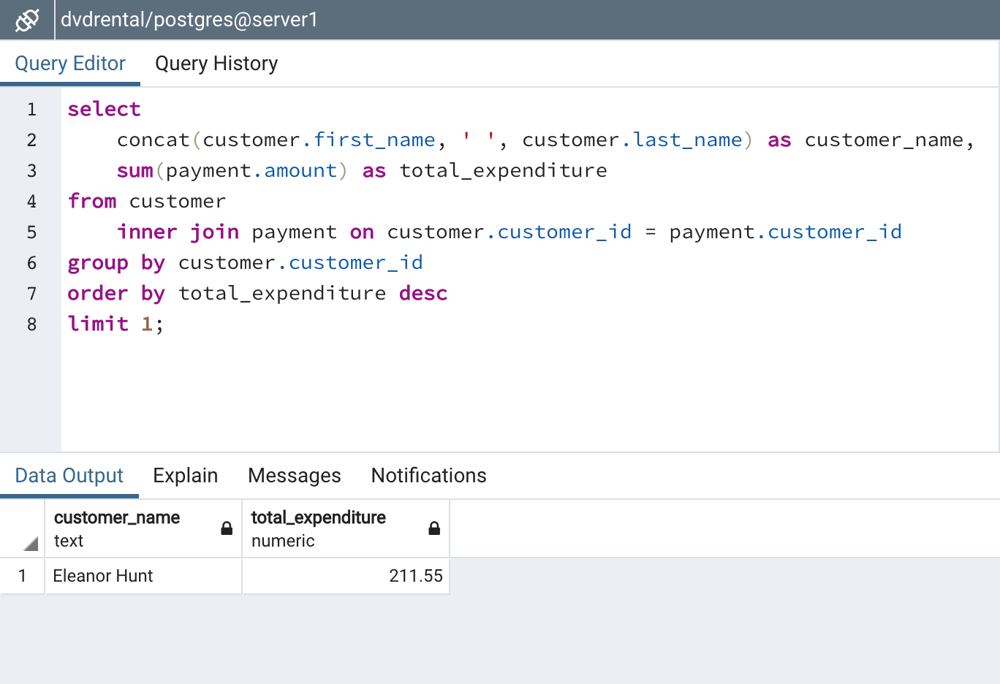 dvdrental/postgres@server1
Query Editor Query History
1 select
2 concat(customer.first_name, ' ', customer.last_name) as customer_name,
3 sum(payment.amount) as total_expenditure
4 from customer
5 inner join payment on customer.customer_id = payment.customer_id
6 group by customer.customer_id
7 order by total_expenditure desc
8 limit 1;
Data Output Explain Messages Notifications
customer_name total_expenditure
text numeric
1 Eleanor Hunt 211.55